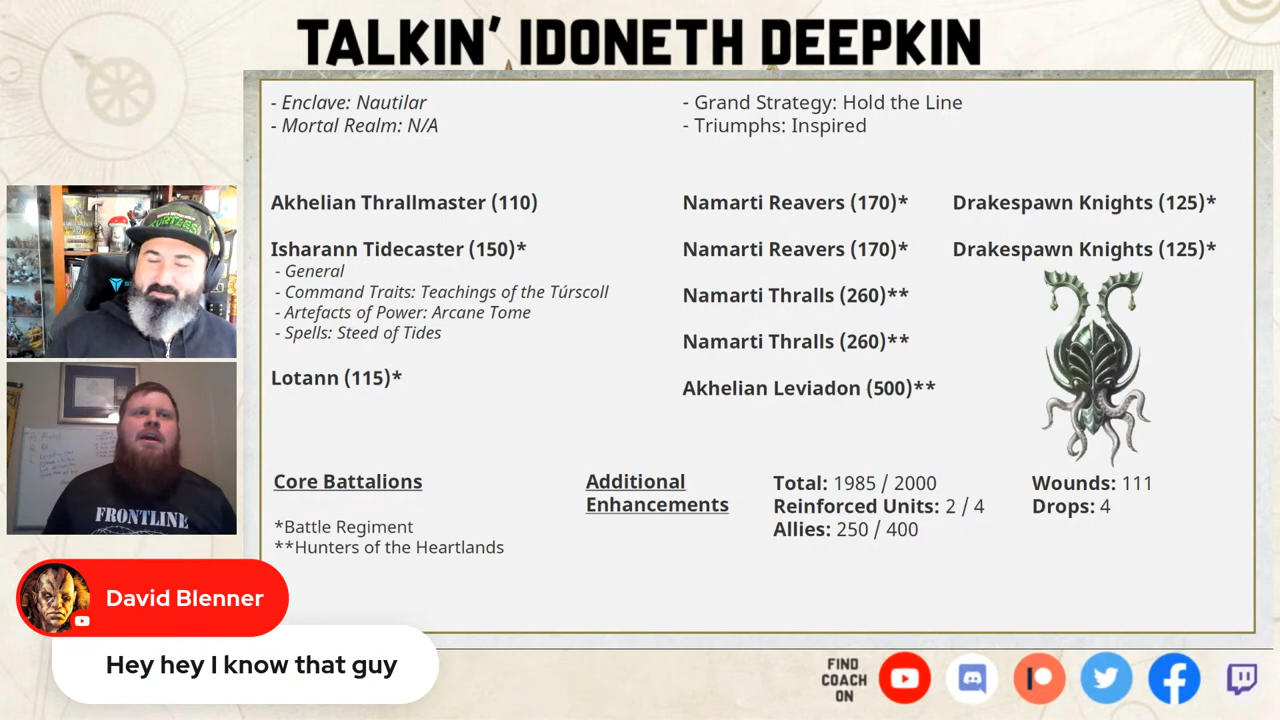 TALKIN' IDONETH DEEPKIN
- Enclave: Nautilar
- Mortal Realm: N/A
- Grand Strategy: Hold the Line
- Triumphs: Inspired
Akhelian Thrallmaster (110)
Isharann Tidecaster (150)*
- General
- Command Traits: Teachings of the Túrscoll
- Artefacts of Power: Arcane Tome
- Spells: Steed of Tides
Lotann (115)*
Namarti Reavers (170)*
Namarti Reavers (170)*
Namarti Thralls (260)**
Namarti Thralls (260)**
Akhelian Leviadon (500)**
Drakespawn Knights (125)*
Drakespawn Knights (125)*
Core Battalions
*Battle Regiment
**Hunters of the Heartlands
Additional
Enhancements
Total: 1985 / 2000
Reinforced Units: 2 / 4
Allies: 250 / 400
Wounds: 111
Drops: 4
FRONTLINE
David Blenner
Hey hey I know that guy
FIND
COACH
ON